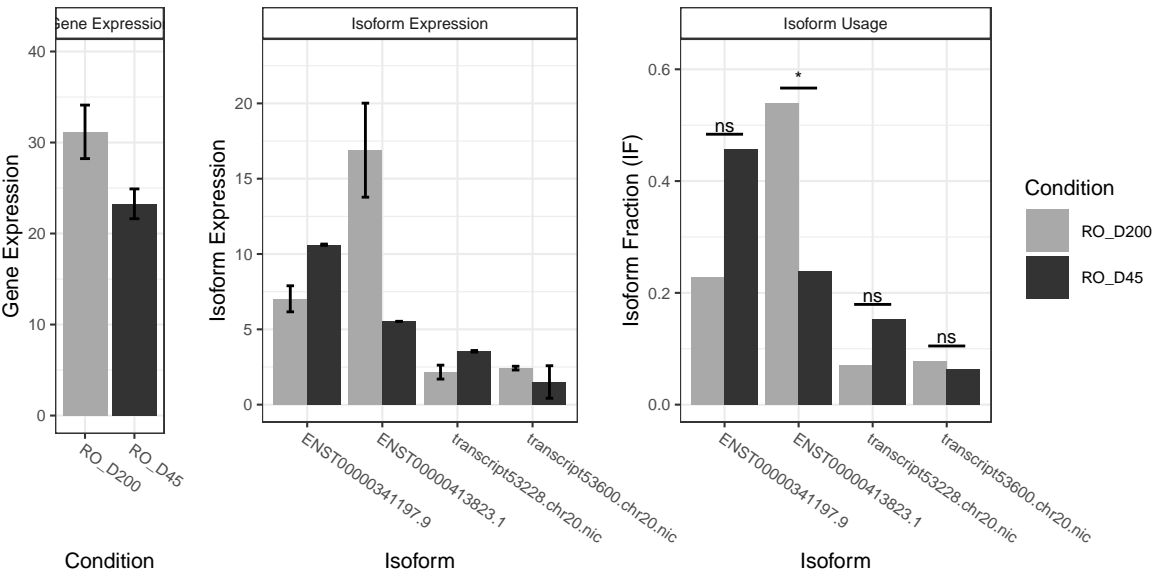 Gene Expression
Isoform Expression
Isoform Usage
Gene Expression
40
30
20
10
0
RO_D200
RO_D45
Condition
Isoform Expression
20
15
10
5
0
ENST00000341197.9
ENST00000413823.1
transcript53228.chr20.nic
transcript53600.chr20.nic
Isoform
Isoform Fraction (IF)
0.6
0.4
0.2
0.0
ns
*
ns
ns
ENST00000341197.9
ENST00000413823.1
transcript53228.chr20.nic
transcript53600.chr20.nic
Isoform
Condition
RO_D200
RO_D45